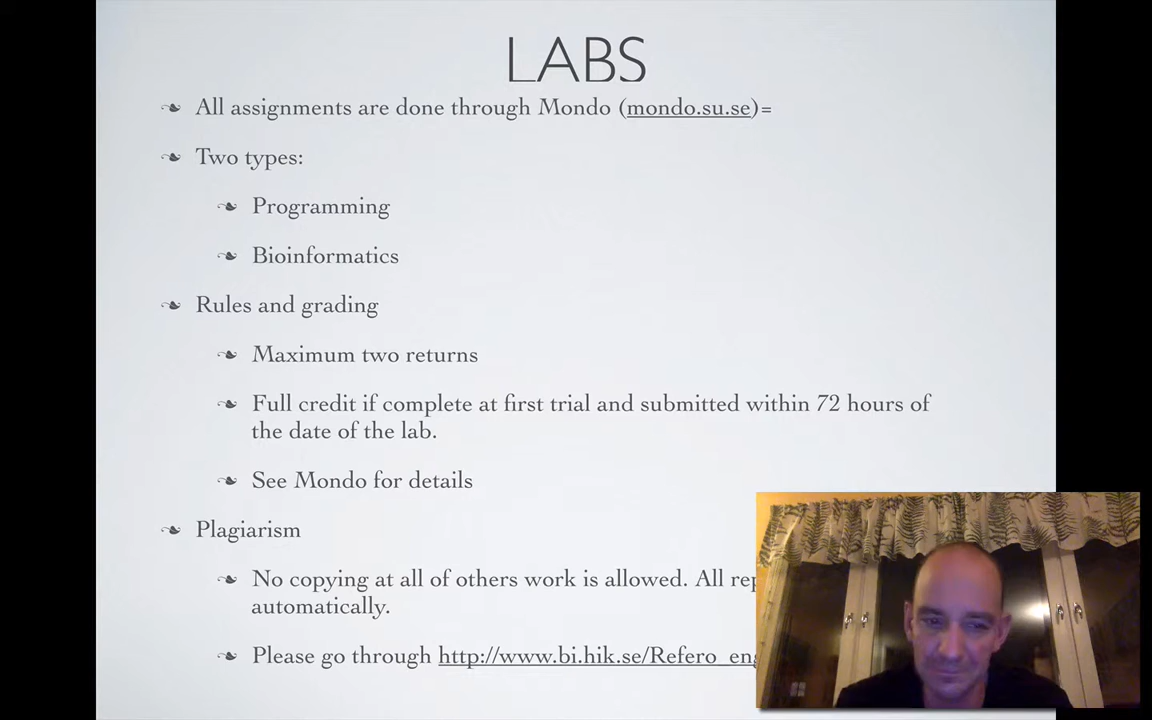 LABS
All assignments are done through Mondo (mondo.su.se)=
Two types:
Programming
Bioinformatics
Rules and grading
Maximum two returns
Full credit if complete at first trial and submitted within 72 hours of
the date of the lab.
See Mondo for details
Plagiarism
No copying at all of others work is allowed. All
automatically.
Please go through http://www.bi.hik.se/Refero_eng